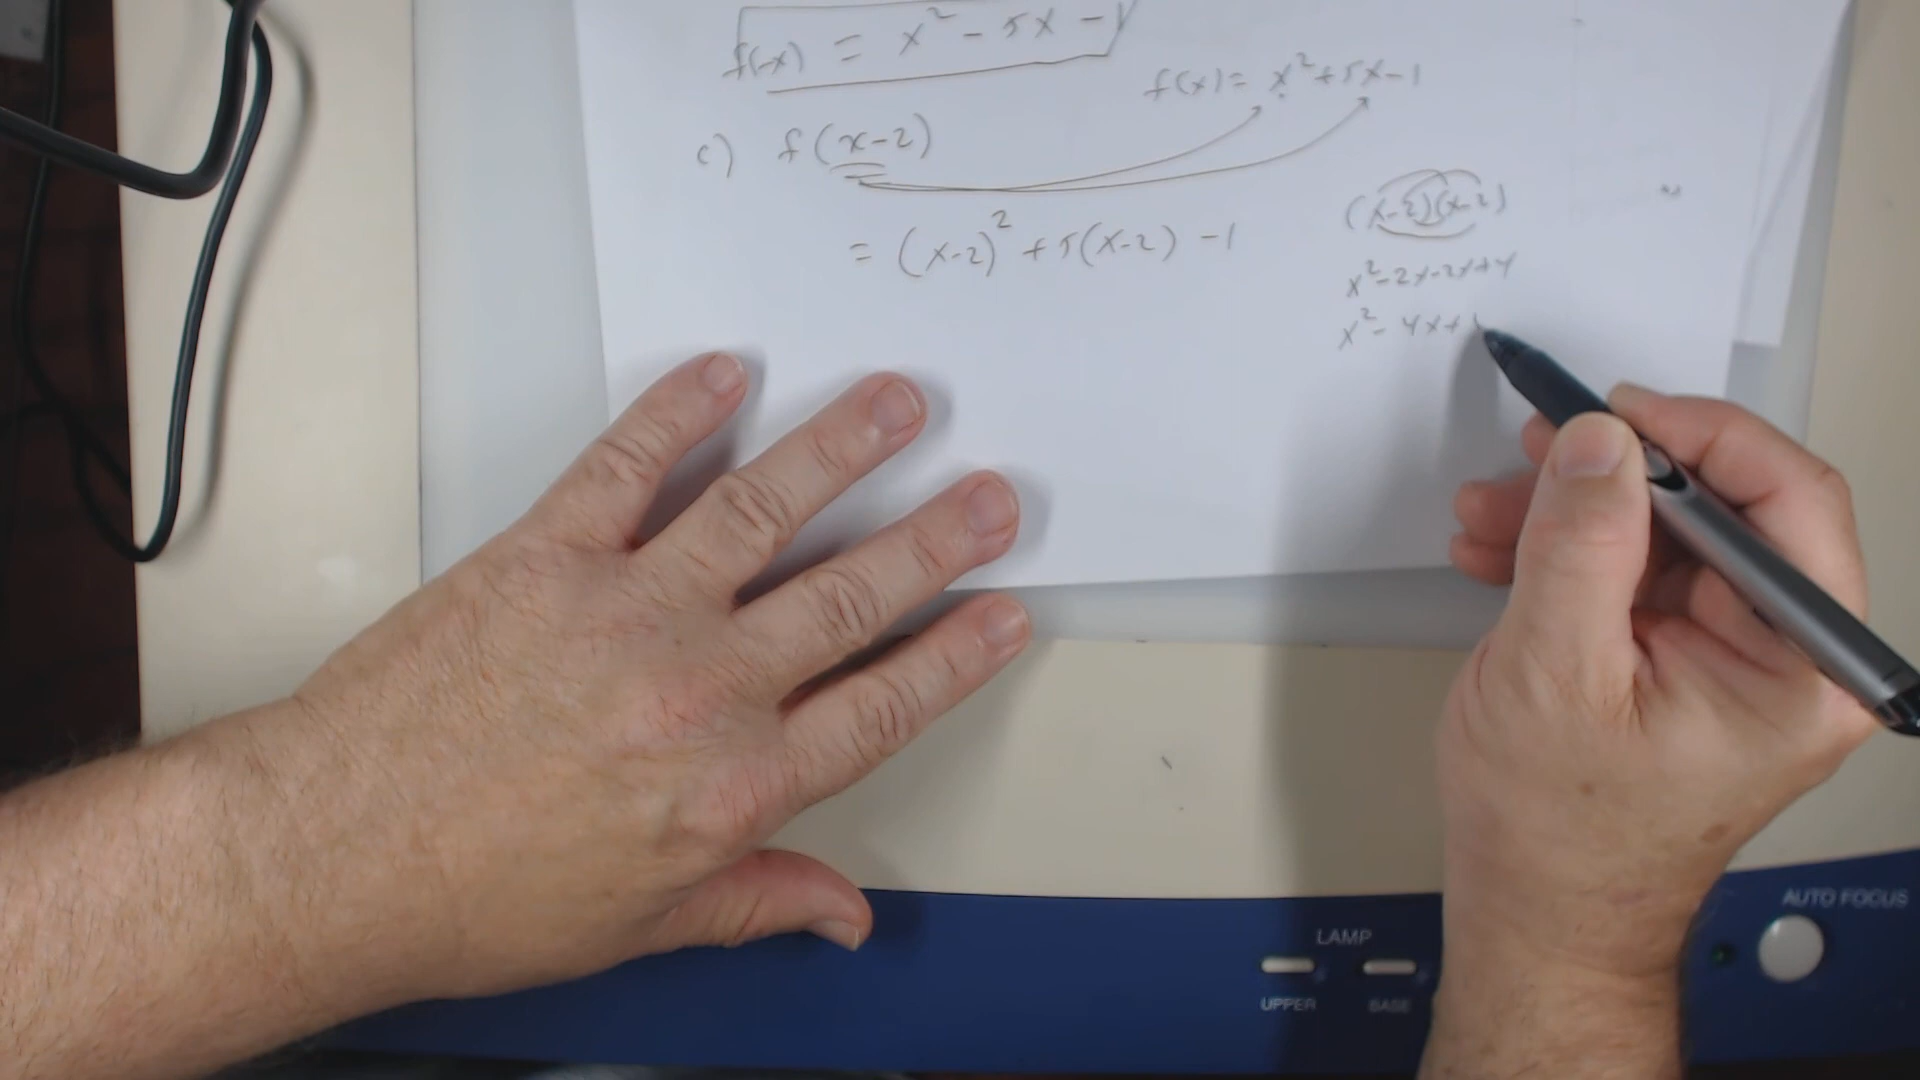 f(-x) = x² - 5x - 1
f(x) = x² + 5x - 1
c) f(x-2)
= (x-2)² + 5(x-2) - 1
(x-2)(x-2)
x² - 2x - 2x + 4
x² - 4x +
AUTO FOCUS
LAMP
UPPER BASE